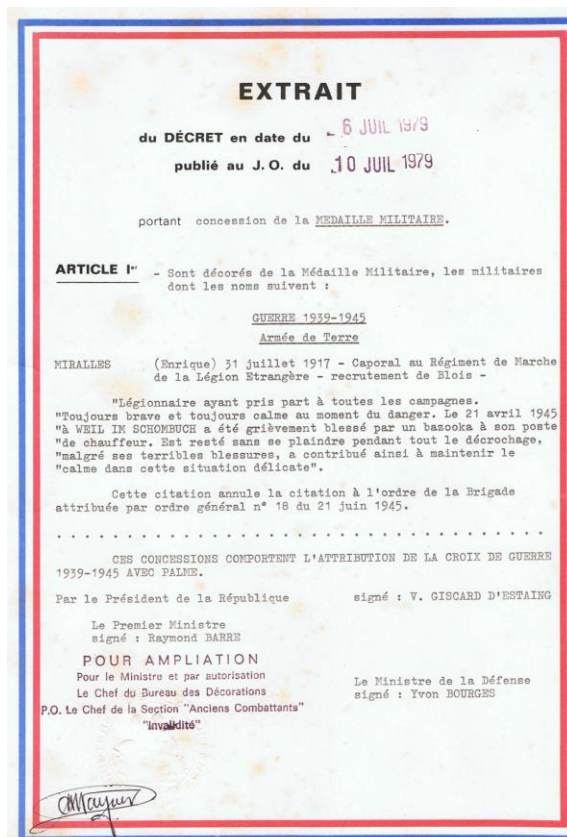 EXTRAIT
du DÉCRET en date du - 6 JUIL 1979
publié au J.O. du 10 JUIL 1979
portant concession de la MEDAILLE MILITAIRE.
ARTICLE Ier - Sont décorés de la Médaille Militaire, les militaires
dont les noms suivent :
GUERRE 1939-1945
Armée de Terre
MIRALLES (Enrique) 31 juillet 1917 - Caporal au Régiment de Marche
de la Légion Etrangère - recrutement de Blois -
"Légionnaire ayant pris part à toutes les campagnes.
"Toujours brave et toujours calme au moment du danger. Le 21 avril 1945
"à WEIL IM SCHOMBUCH a été grièvement blessé par un bazooka à son poste
"de chauffeur. Est resté sans se plaindre pendant tout le décrochage,
"malgré ses terribles blessures, a contribué ainsi à maintenir le
"calme dans cette situation délicate".
Cette citation annule la citation à l'ordre de la Brigade
attribuée par ordre général n° 18 du 21 juin 1945.
CES CONCESSIONS COMPORTENT L'ATTRIBUTION DE LA CROIX DE GUERRE
1939-1945 AVEC PALME.
Par le Président de la République signé : V. GISCARD D'ESTAING
Le Premier Ministre
signé : Raymond BARRE
POUR AMPLIATION
Pour le Ministre et par autorisation
Le Chef du Bureau des Décorations
P.O. Le Chef de la Section "Anciens Combattants"
"Invalidité"
Le Ministre de la Défense
signé : Yvon BOURGES